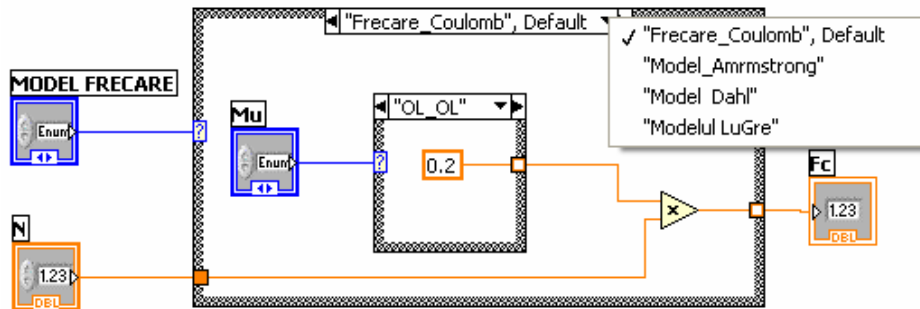 "Frecare_Coulomb", Default
"Frecare_Coulomb", Default
"Model_Amrmstrong"
"Model Dahl"
"Modelul LuGre"
MODEL FRECARE
Enum
?
Mu
Enum
"OL_OL"
?
0.2
×
Fc
1.23
DBL
N
1.23
DBL